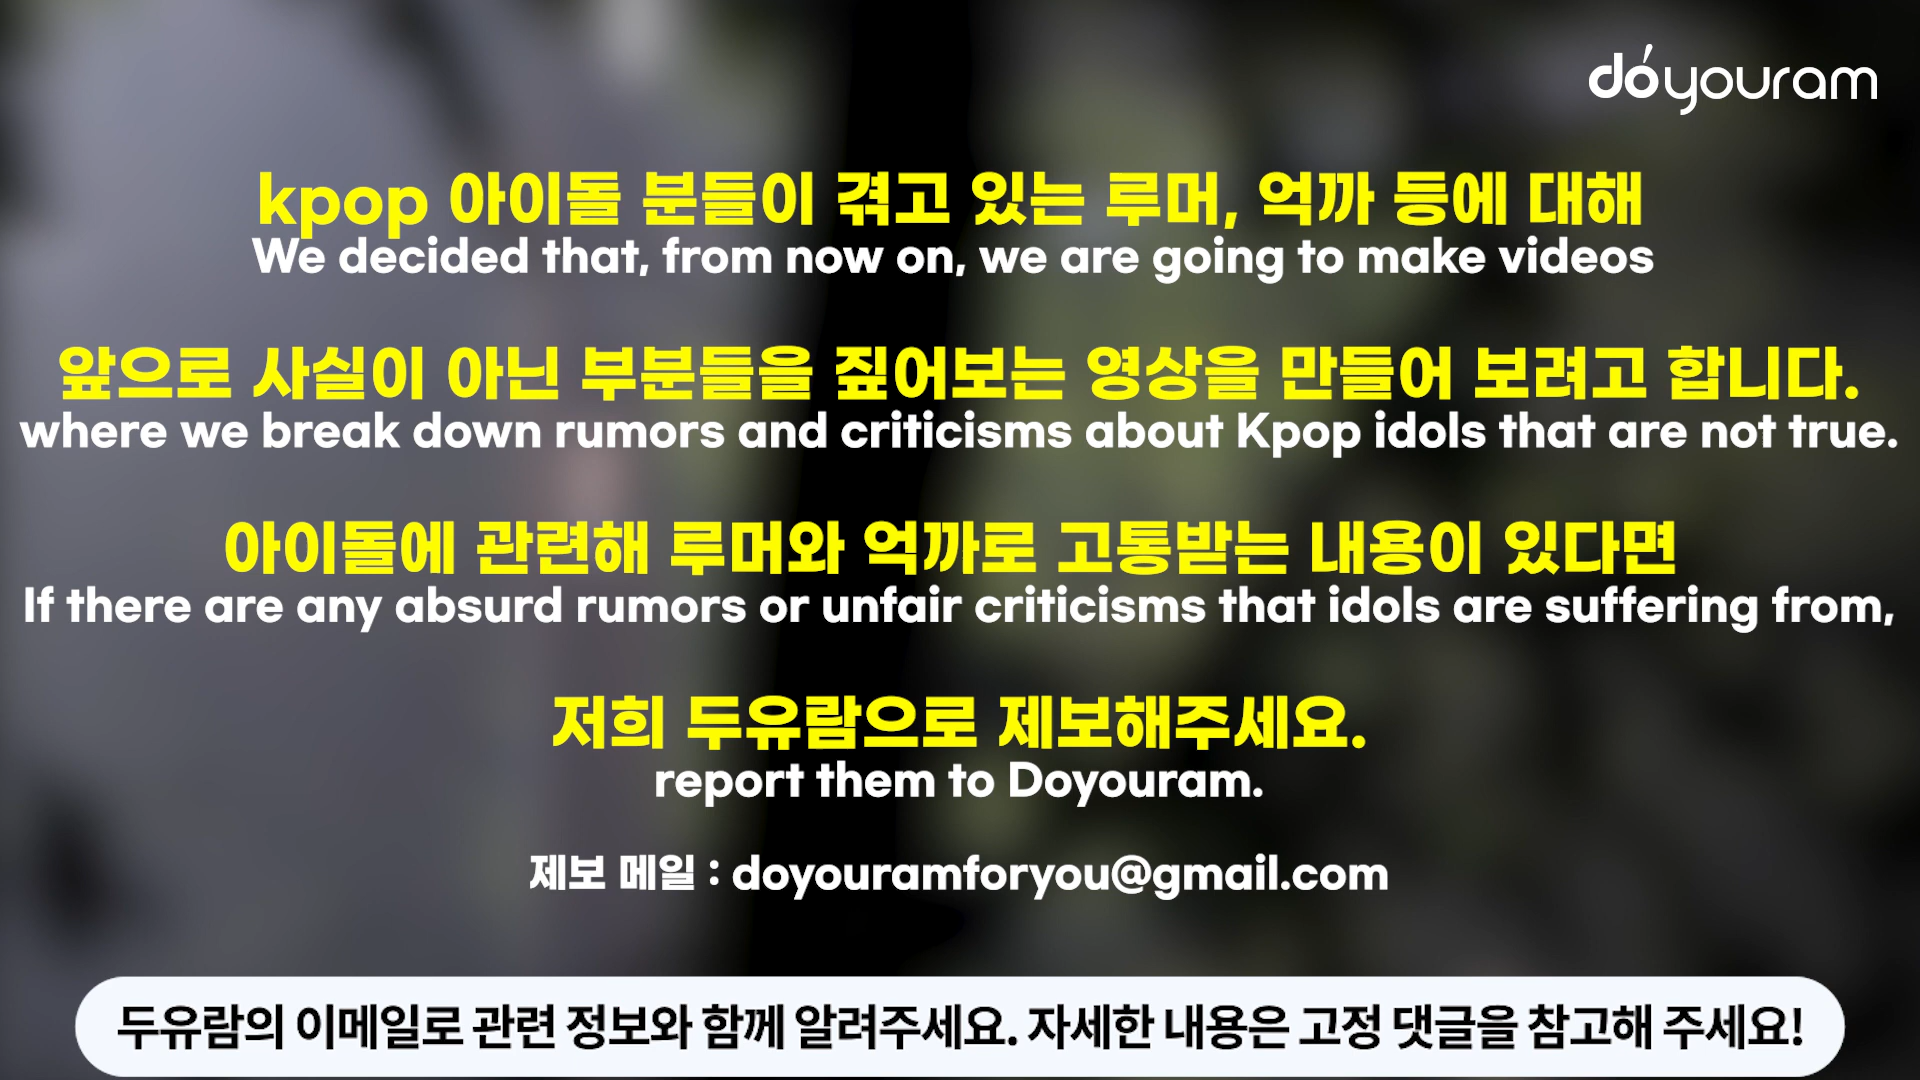 dóyouram
kpop 아이돌 분들이 겪고 있는 루머, 억까 등에 대해
We decided that, from now on, we are going to make videos
앞으로 사실이 아닌 부분들을 짚어보는 영상을 만들어 보려고 합니다.
where we break down rumors and criticisms about Kpop idols that are not true.
아이돌에 관련해 루머와 억까로 고통받는 내용이 있다면
If there are any absurd rumors or unfair criticisms that idols are suffering from,
저희 두유람으로 제보해주세요.
report them to Doyouram.
제보 메일 : doyouramforyou@gmail.com
두유람의 이메일로 관련 정보와 함께 알려주세요. 자세한 내용은 고정 댓글을 참고해 주세요!